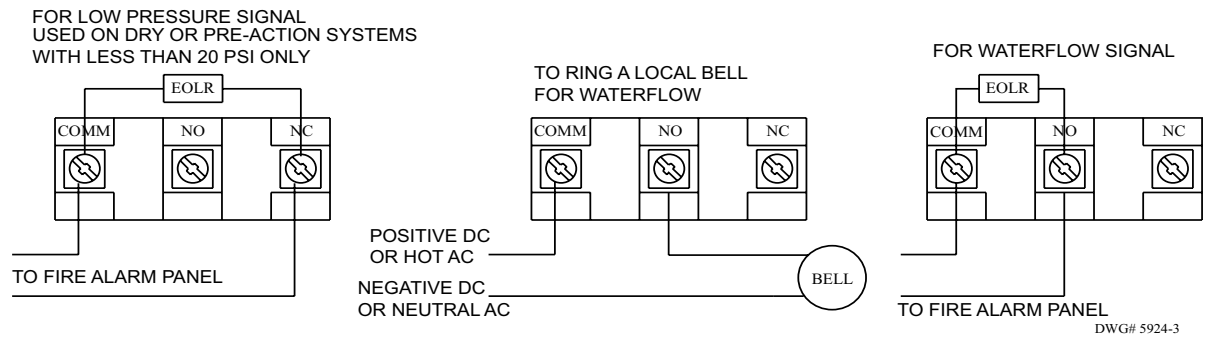 FOR LOW PRESSURE SIGNAL
USED ON DRY OR PRE-ACTION SYSTEMS
WITH LESS THAN 20 PSI ONLY
EOLR
COMM NO NC
TO FIRE ALARM PANEL
TO RING A LOCAL BELL
FOR WATERFLOW
COMM NO NC
POSITIVE DC
OR HOT AC
NEGATIVE DC
OR NEUTRAL AC
BELL
FOR WATERFLOW SIGNAL
EOLR
COMM NO NC
TO FIRE ALARM PANEL
DWG# 5924-3